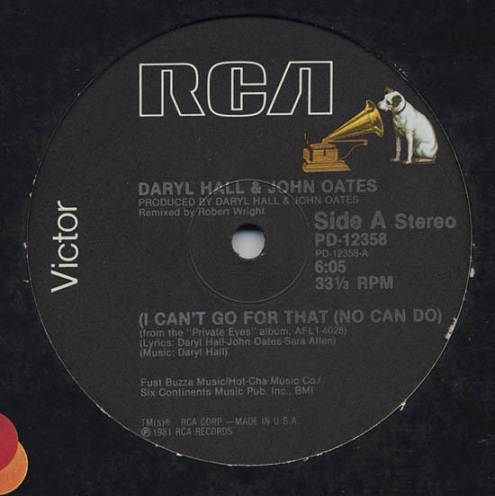 RCA
Victor
DARYL HALL & JOHN OATES
PRODUCED BY DARYL HALL & JOHN OATES
Remixed by Robert Wright
Side A Stereo
PD-12358
PD-12358-A
6:05
33⅓ RPM
(I CAN'T GO FOR THAT (NO CAN DO)
(from the "Private Eyes" album, AFL1-4028)
(Lyrics: Daryl Hall-John Oates-Sara Allen)
(Music: Daryl Hall)
Fust Buzza Music/Hot-Cha-Music Co./
Six Continents Music Pub. Inc., BMI
TM(s)® RCA CORP.—MADE IN U.S.A.
℗1981 RCA RECORDS